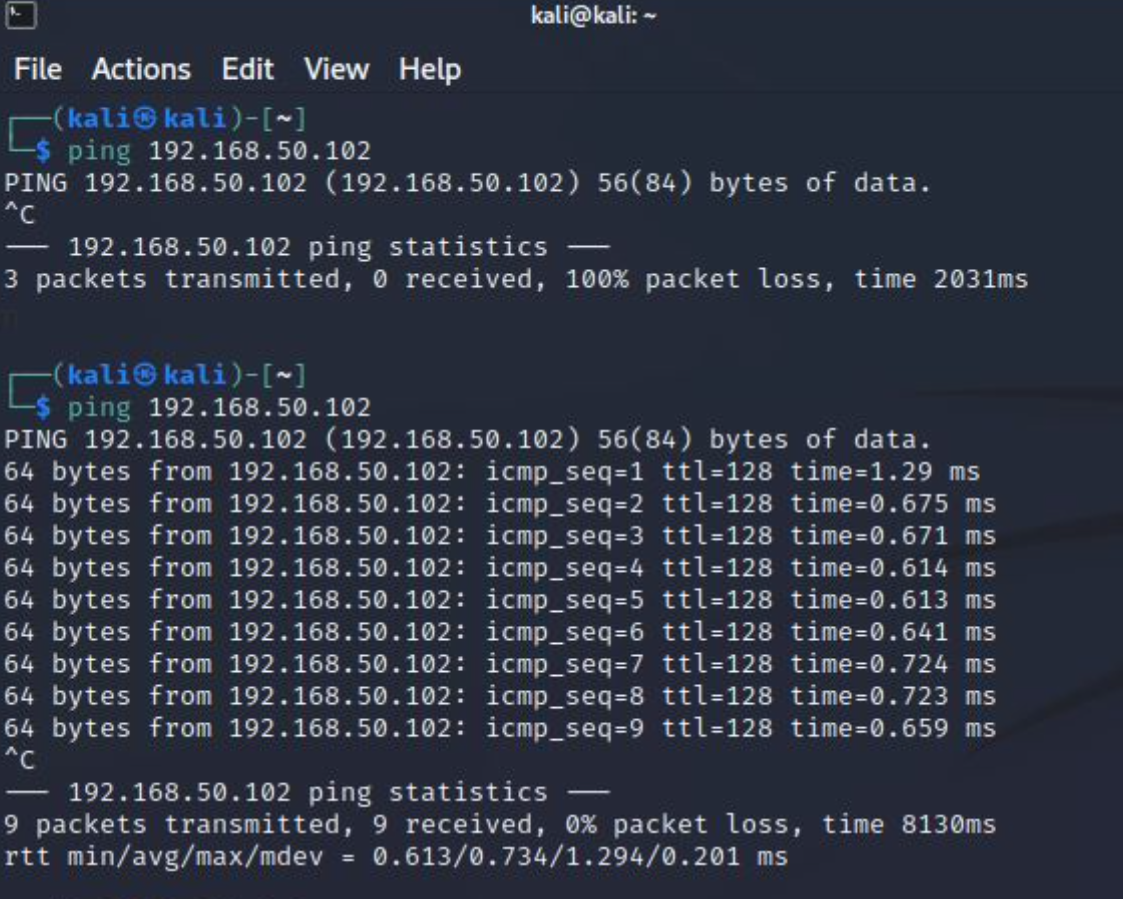 kali@kali: ~
File Actions Edit View Help
┌──(kali㉿kali)-[~]
└─$ ping 192.168.50.102
PING 192.168.50.102 (192.168.50.102) 56(84) bytes of data.
^C
── 192.168.50.102 ping statistics ──
3 packets transmitted, 0 received, 100% packet loss, time 2031ms
┌──(kali㉿kali)-[~]
└─$ ping 192.168.50.102
PING 192.168.50.102 (192.168.50.102) 56(84) bytes of data.
64 bytes from 192.168.50.102: icmp_seq=1 ttl=128 time=1.29 ms
64 bytes from 192.168.50.102: icmp_seq=2 ttl=128 time=0.675 ms
64 bytes from 192.168.50.102: icmp_seq=3 ttl=128 time=0.671 ms
64 bytes from 192.168.50.102: icmp_seq=4 ttl=128 time=0.614 ms
64 bytes from 192.168.50.102: icmp_seq=5 ttl=128 time=0.613 ms
64 bytes from 192.168.50.102: icmp_seq=6 ttl=128 time=0.641 ms
64 bytes from 192.168.50.102: icmp_seq=7 ttl=128 time=0.724 ms
64 bytes from 192.168.50.102: icmp_seq=8 ttl=128 time=0.723 ms
64 bytes from 192.168.50.102: icmp_seq=9 ttl=128 time=0.659 ms
^C
── 192.168.50.102 ping statistics ──
9 packets transmitted, 9 received, 0% packet loss, time 8130ms
rtt min/avg/max/mdev = 0.613/0.734/1.294/0.201 ms